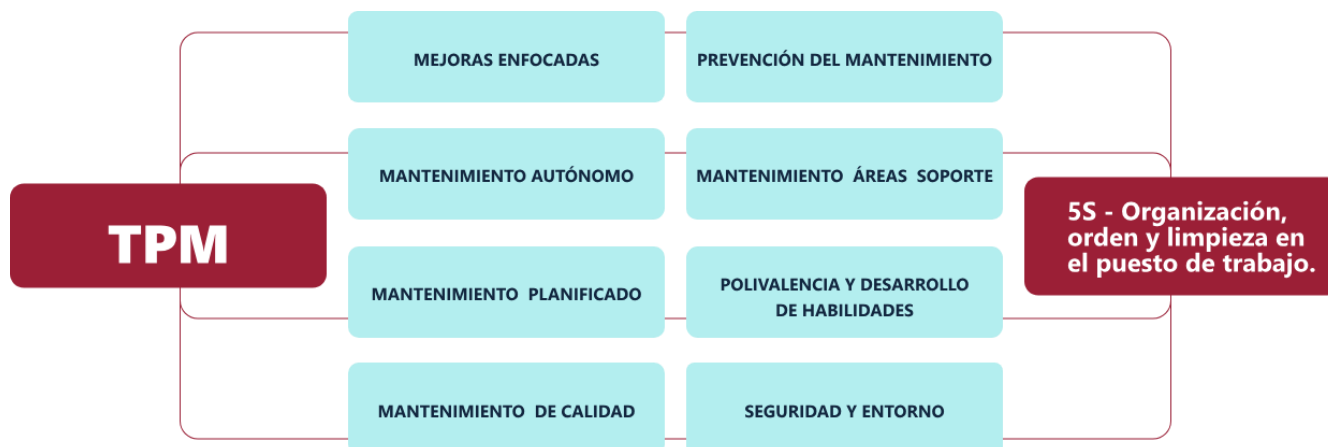 MEJORAS ENFOCADAS
PREVENCIÓN DEL MANTENIMIENTO
MANTENIMIENTO AUTÓNOMO
MANTENIMIENTO ÁREAS SOPORTE
TPM
5S - Organización,
orden y limpieza en
el puesto de trabajo.
MANTENIMIENTO PLANIFICADO
POLIVALENCIA Y DESARROLLO
DE HABILIDADES
MANTENIMIENTO DE CALIDAD
SEGURIDAD Y ENTORNO